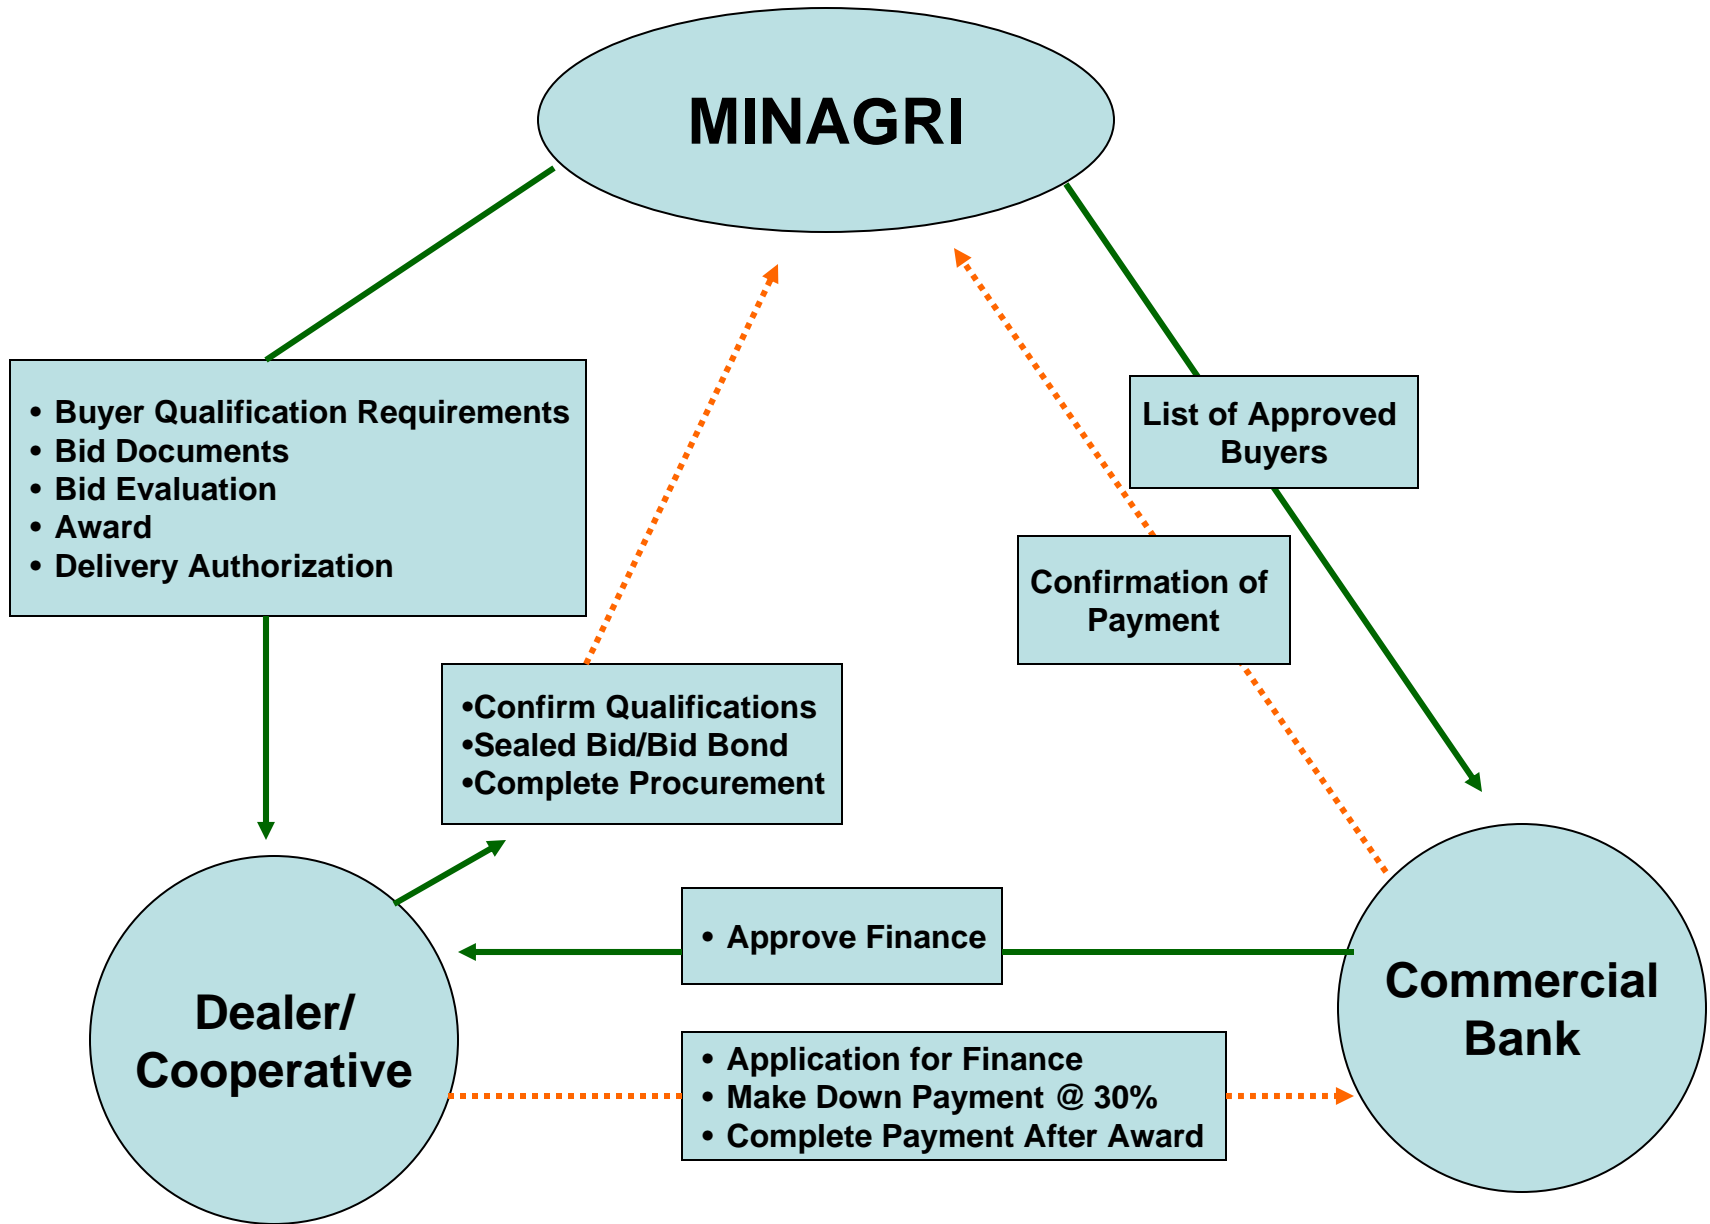 MINAGRI
• Buyer Qualification Requirements
• Bid Documents
• Bid Evaluation
• Award
• Delivery Authorization
List of Approved
Buyers
Confirmation of
Payment
•Confirm Qualifications
•Sealed Bid/Bid Bond
•Complete Procurement
• Approve Finance
Dealer/
Cooperative
Commercial
Bank
• Application for Finance
• Make Down Payment @ 30%
• Complete Payment After Award